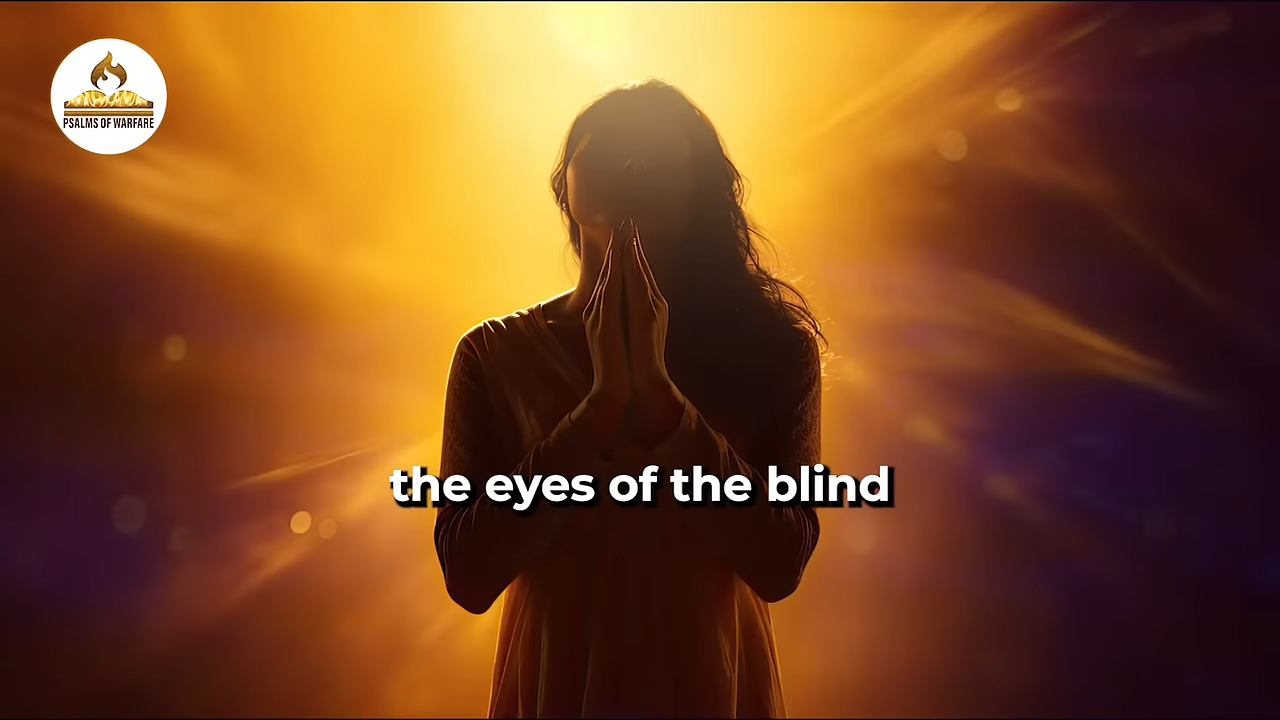 PSALMS OF WARFARE
the eyes of the blind